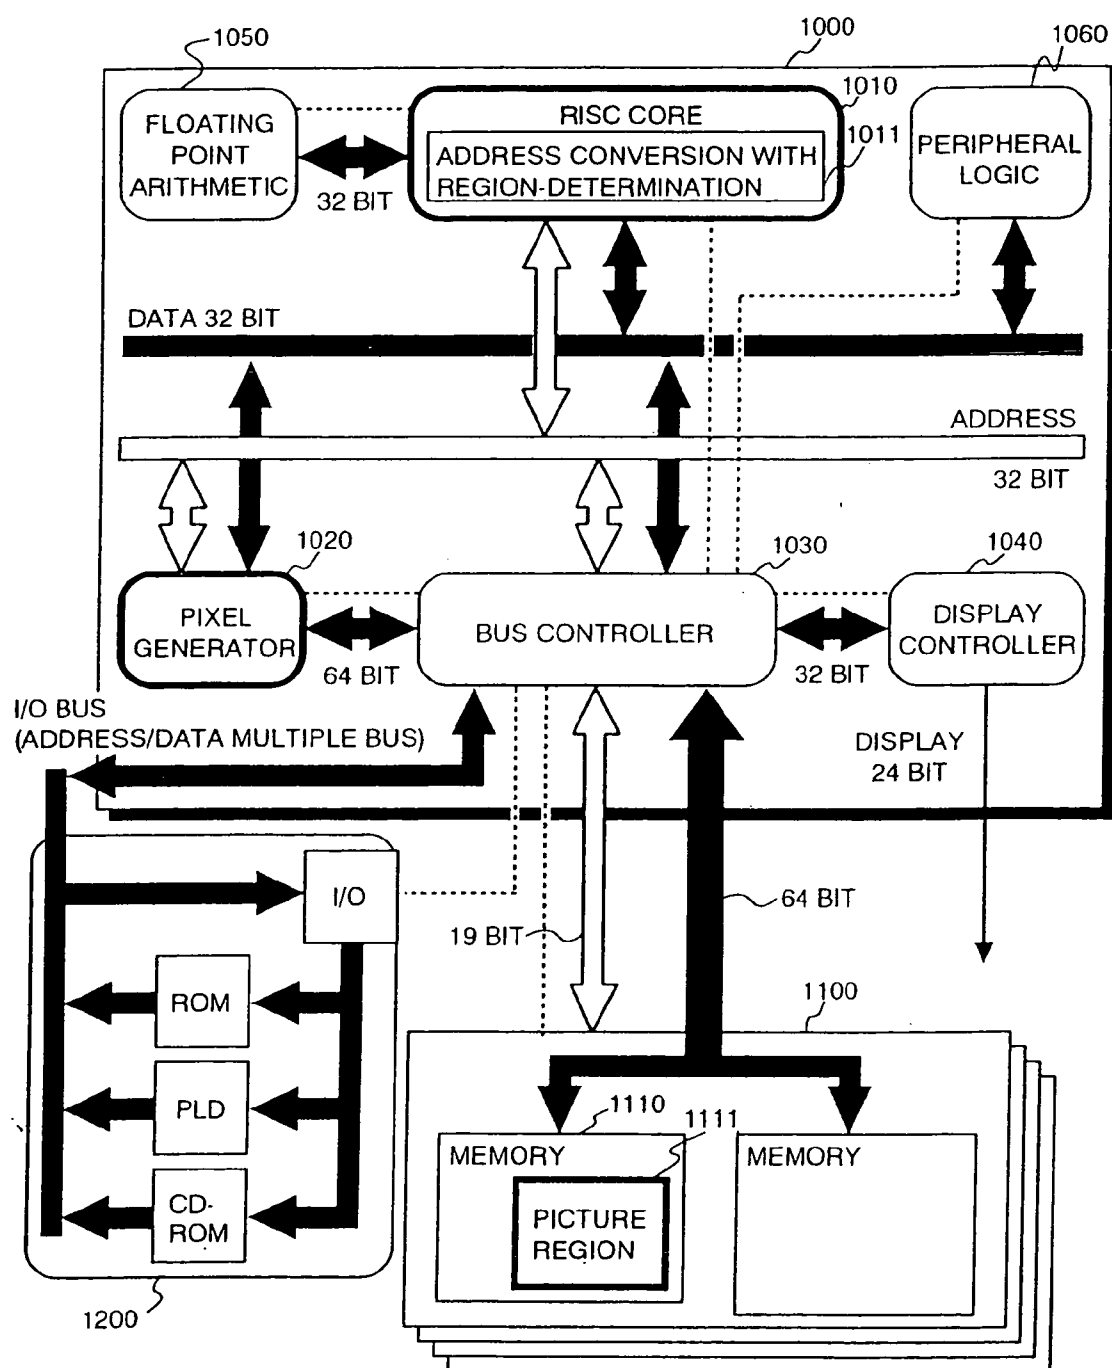 1050
1000
1060
FLOATING
POINT
ARITHMETIC
32 BIT
RISC CORE
1010
1011
ADDRESS CONVERSION WITH
REGION-DETERMINATION
PERIPHERAL
LOGIC
DATA 32 BIT
ADDRESS
32 BIT
1020
1030
1040
PIXEL
GENERATOR
64 BIT
BUS CONTROLLER
32 BIT
DISPLAY
CONTROLLER
I/O BUS
(ADDRESS/DATA MULTIPLE BUS)
DISPLAY
24 BIT
I/O
19 BIT
64 BIT
ROM
PLD
CD-
ROM
1200
1100
1110
1111
MEMORY
PICTURE
REGION
MEMORY